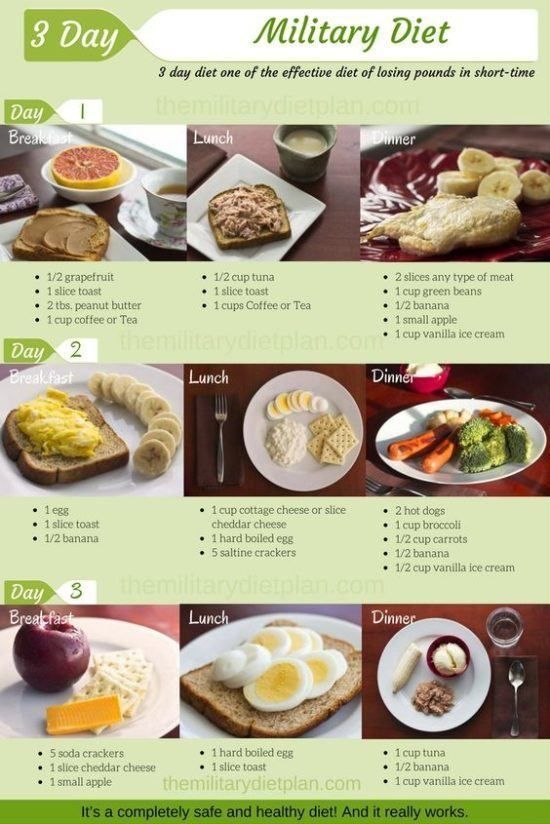 3 Day
Military Diet
3 day diet one of the effective diet of losing pounds in short-time
themilitarydietplan.com
Day 1
Breakfast
Lunch
Dinner
• 1/2 grapefruit
• 1 slice toast
• 2 tbs. peanut butter
• 1 cup coffee or Tea
• 1/2 cup tuna
• 1 slice toast
• 1 cups Coffee or Tea
• 2 slices any type of meat
• 1 cup green beans
• 1/2 banana
• 1 small apple
• 1 cup vanilla ice cream
themilitarydietplan.com
Day 2
Breakfast
Lunch
Dinner
• 1 egg
• 1 slice toast
• 1/2 banana
• 1 cup cottage cheese or slice
cheddar cheese
• 1 hard boiled egg
• 5 saltine crackers
• 2 hot dogs
• 1 cup broccoli
• 1/2 cup carrots
• 1/2 banana
• 1/2 cup vanilla ice cream
themilitarydietplan.com
Day 3
Breakfast
Lunch
Dinner
• 5 soda crackers
• 1 slice cheddar cheese
• 1 small apple
• 1 hard boiled egg
• 1 slice toast
• 1 cup tuna
• 1/2 banana
• 1 cup vanilla ice cream
themilitarydietplan.com
It's a completely safe and healthy diet! And it really works.